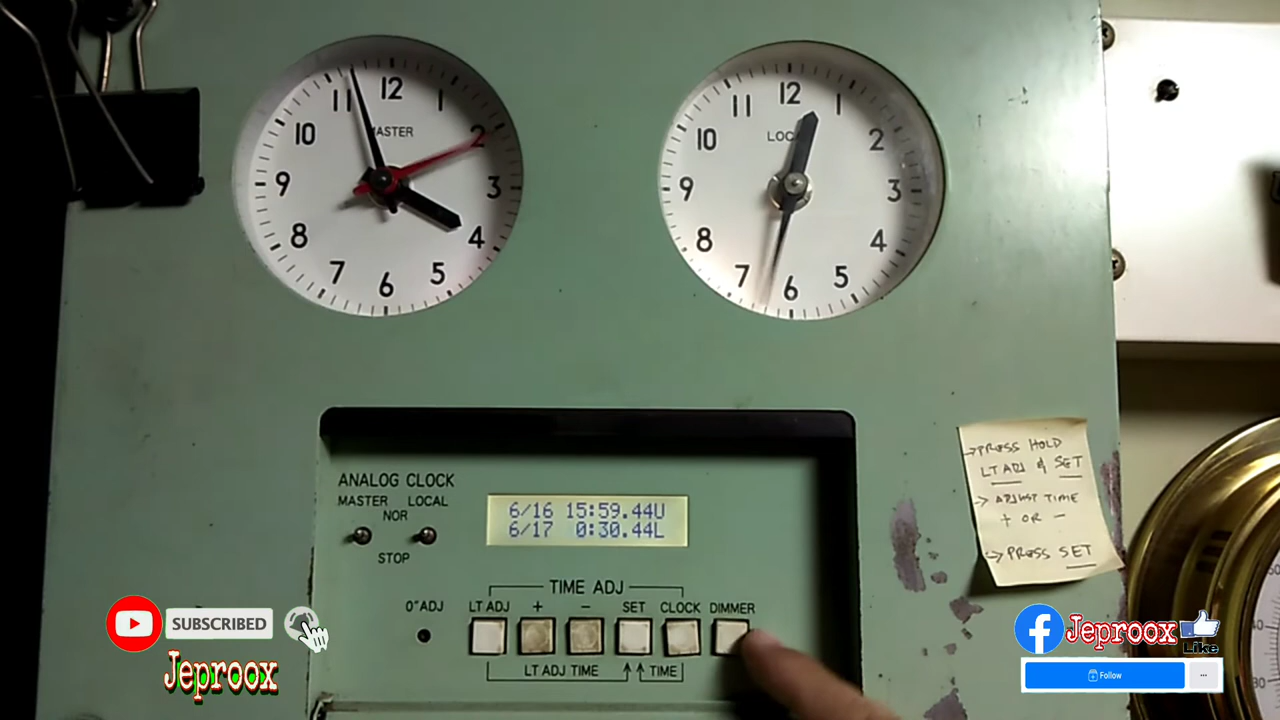 12
1
2
3
4
5
6
7
8
9
10
11
MASTER
12
1
2
3
4
5
6
7
8
9
10
11
ANALOG CLOCK
MASTER LOCAL
NOR
STOP
6/16 15:59.44U
6/17 0:30.44L
TIME ADJ
0"ADJ LT ADJ + - SET CLOCK DIMMER
LT ADJ TIME TIME
→PRESS HOLD
LT ADJ & SET
→ ADJUST TIME
+ OR -
→ PRESS SET
SUBSCRIBED
Jeproox
Jeproox
Like
Follow